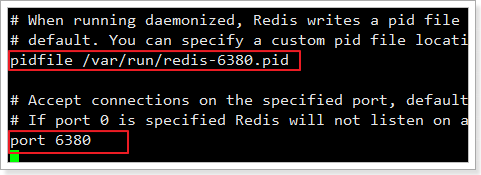 # When running daemonized, Redis writes a pid file
# default. You can specify a custom pid file locati
pidfile /var/run/redis-6380.pid
# Accept connections on the specified port, default
# If port 0 is specified Redis will not listen on a
port 6380